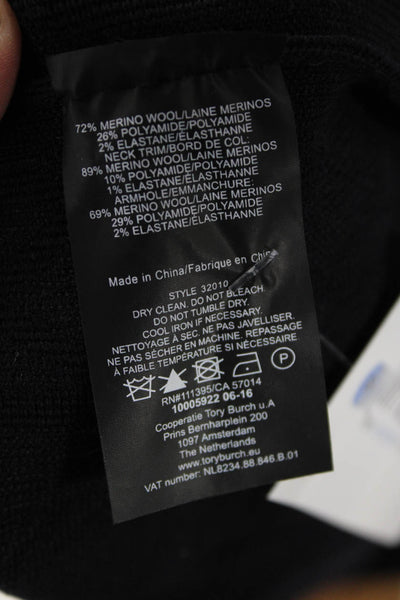 72% MERINO WOOL/LAINE MERINOS
26% POLYAMIDE/POLYAMIDE
2% ELASTANE/ÉLASTHANNE
NECK TRIM/BORD DE COL:
89% MERINO WOOL/LAINE MERINOS
10% POLYAMIDE/POLYAMIDE
1% ELASTANE/ÉLASTHANNE
ARMHOLE/EMMANCHURE:
69% MERINO WOOL/LAINE MERINOS
29% POLYAMIDE/POLYAMIDE
2% ELASTANE/ÉLASTHANNE
Made in China/Fabriqué en Chine
STYLE 32010
DRY CLEAN. DO NOT BLEACH.
DO NOT TUMBLE DRY.
COOL IRON IF NECESSARY.
NETTOYAGE À SEC. NE PAS JAVELLISER.
NE PAS SÉCHER EN MACHINE. REPASSAGE
À FAIBLE TEMPÉRATURE SI NÉCESSAIRE
P
RN#111395/CA 57014
10005922 06-16
Cooperatie Tory Burch u.A
Prins Bernharplein 200
1097 Amsterdam
The Netherlands
www.toryburch.com
VAT number: NL8234.88.846.B.01